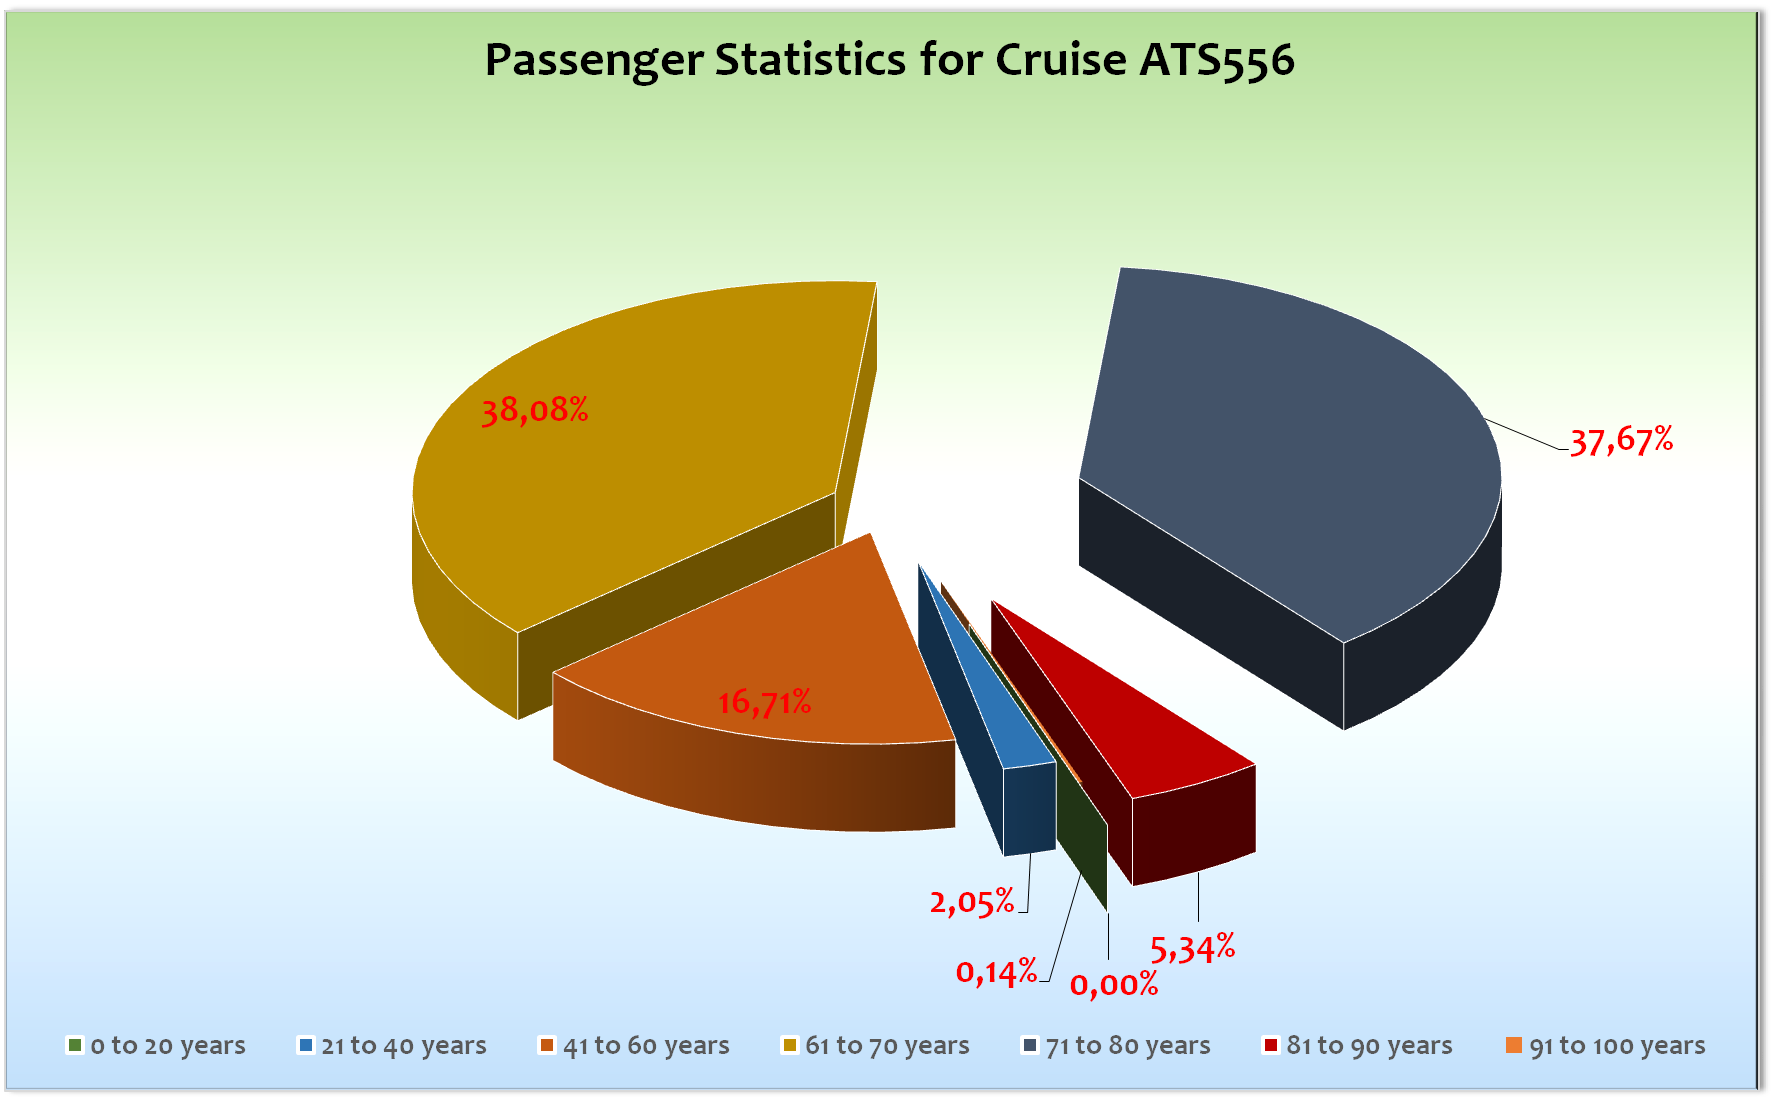 Passenger Statistics for Cruise ATS556
38,08%
37,67%
16,71%
2,05%
0,14%
0,00%
5,34%
0 to 20 years
21 to 40 years
41 to 60 years
61 to 70 years
71 to 80 years
81 to 90 years
91 to 100 years